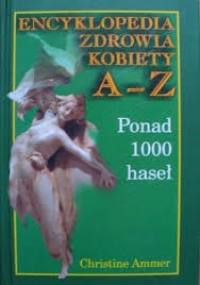 ENCYKLOPEDIA
ZDROWIA
KOBIETY
A-Z
Ponad
1000
haseł
Christine Ammer